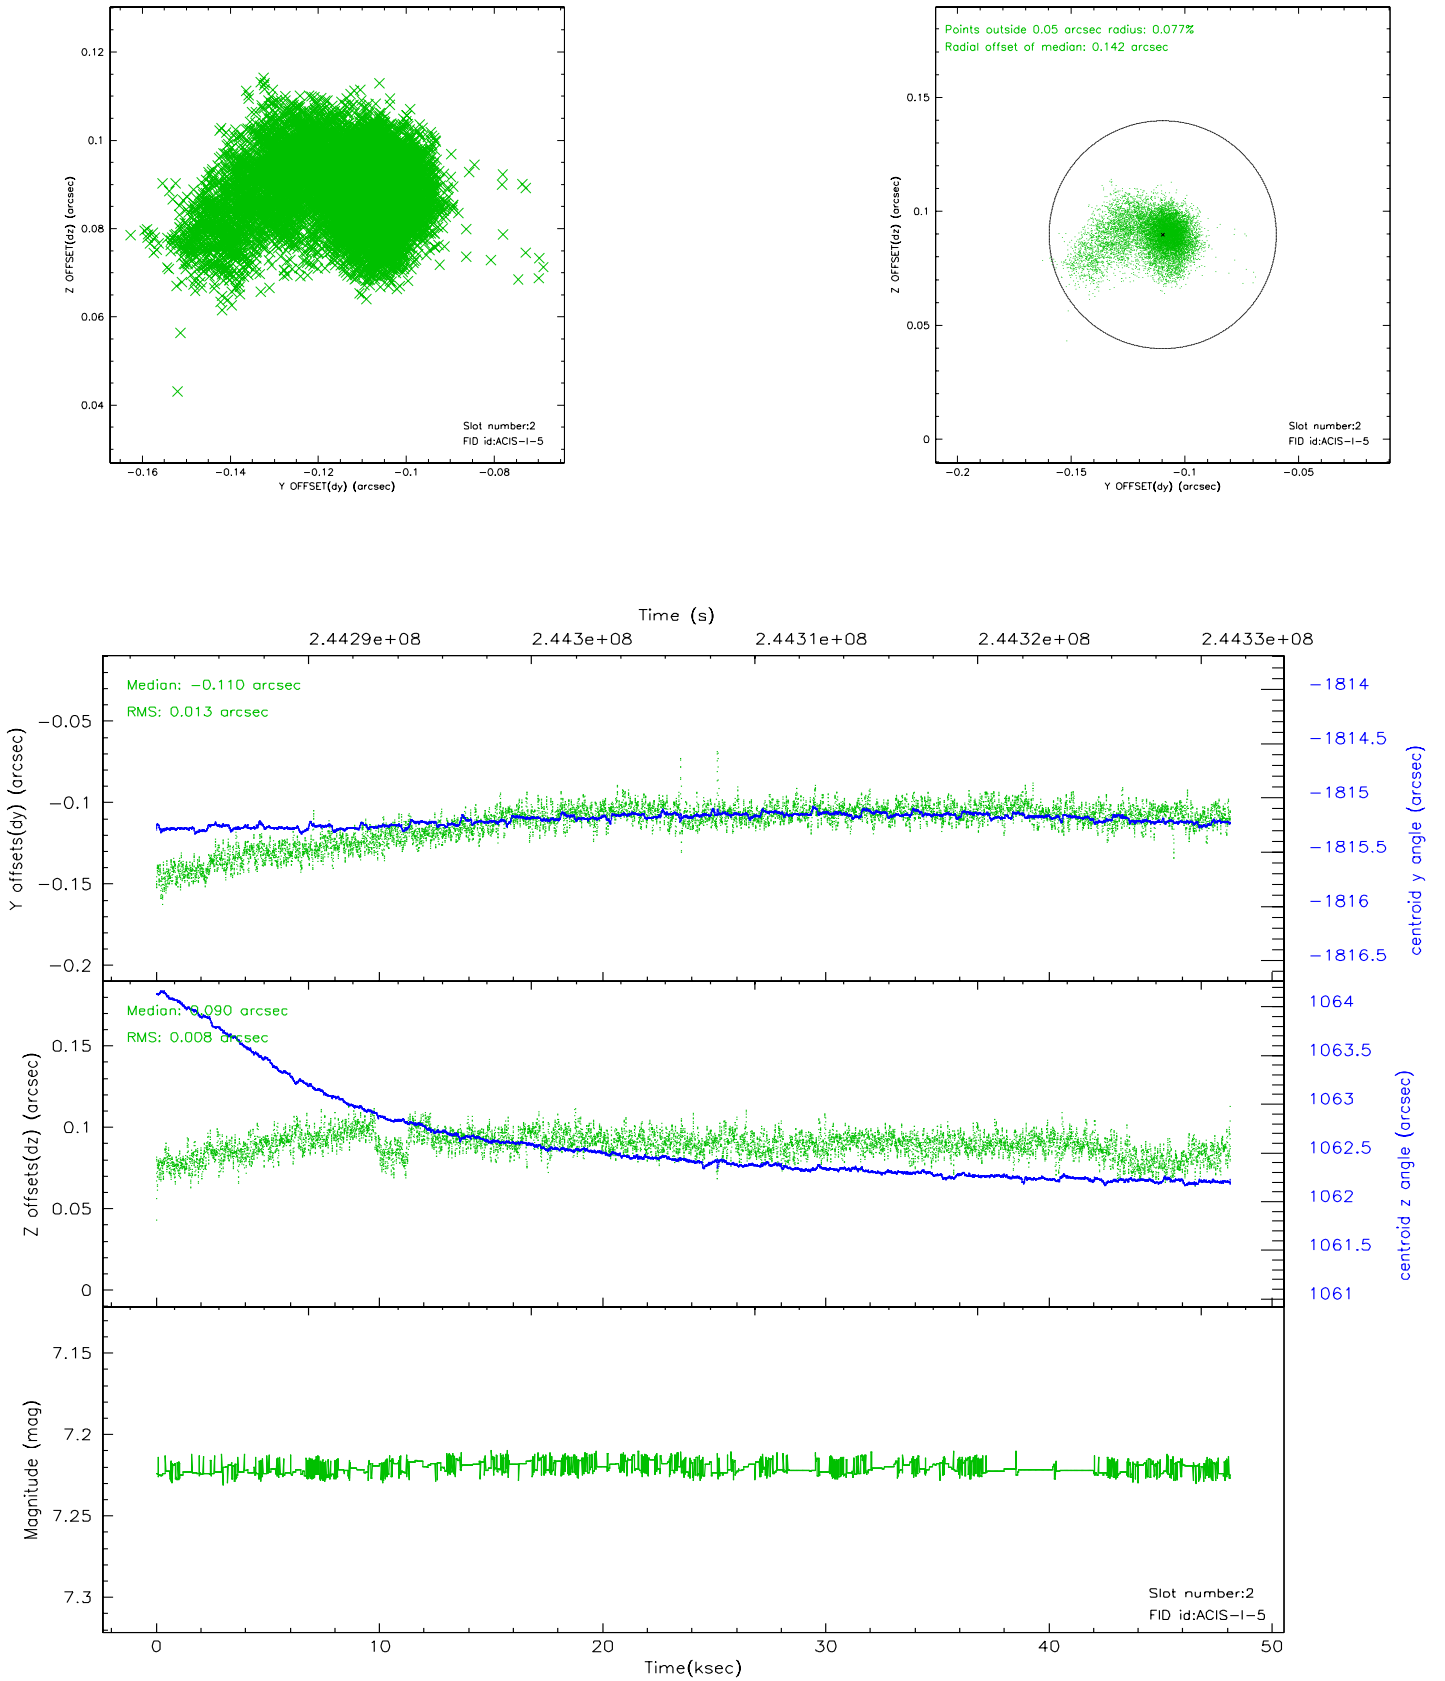 0.12
0.1
0.08
0.06
0.04
Z OFFSET(dz) (arcsec)
Slot number:2
FID id:ACIS-I-5
-0.16 -0.14 -0.12 -0.1 -0.08
Y OFFSET(dy) (arcsec)
Points outside 0.05 arcsec radius: 0.077%
Radial offset of median: 0.142 arcsec
0.15
0.1
0.05
0
Z OFFSET(dz) (arcsec)
Slot number:2
FID id:ACIS-I-5
-0.2 -0.15 -0.1 -0.05
Y OFFSET(dy) (arcsec)
Time (s)
2.4429e+08 2.443e+08 2.4431e+08 2.4432e+08 2.4433e+08
Median: -0.110 arcsec
RMS: 0.013 arcsec
-0.05
-0.1
-0.15
-0.2
Y offsets(dy) (arcsec)
-1814
-1814.5
-1815
-1815.5
-1816
-1816.5
centroid y angle (arcsec)
Median: 0.090 arcsec
RMS: 0.008 arcsec
0.15
0.1
0.05
0
Z offsets(dz) (arcsec)
1064
1063.5
1063
1062.5
1062
1061.5
1061
centroid z angle (arcsec)
7.15
7.2
7.25
7.3
Magnitude (mag)
Slot number:2
FID id:ACIS-I-5
0 10 20 30 40 50
Time(ksec)